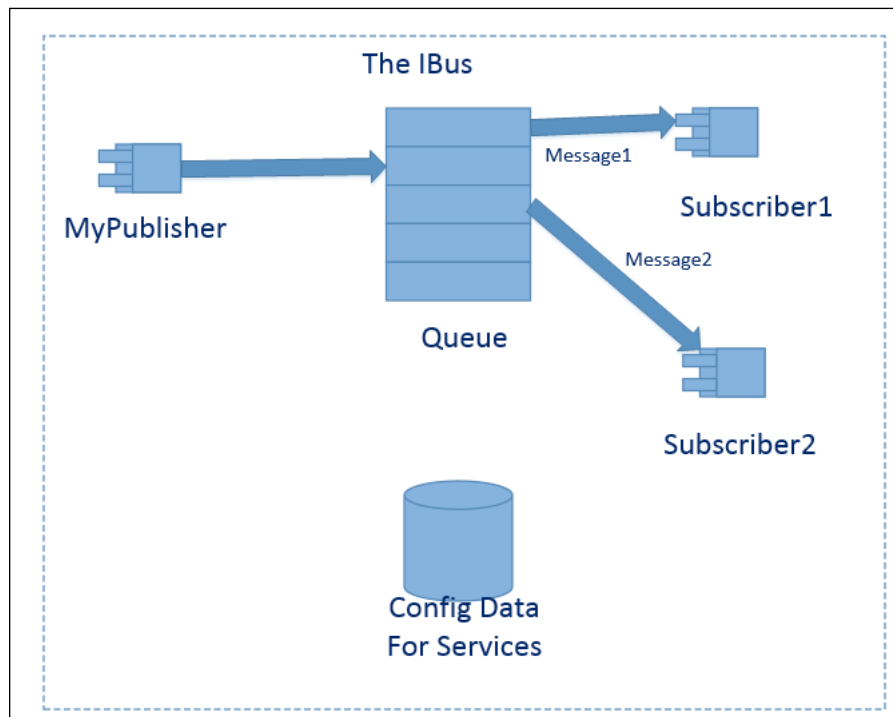 The IBus
Message1
MyPublisher
Subscriber1
Message2
Queue
Subscriber2
Config Data
For Services